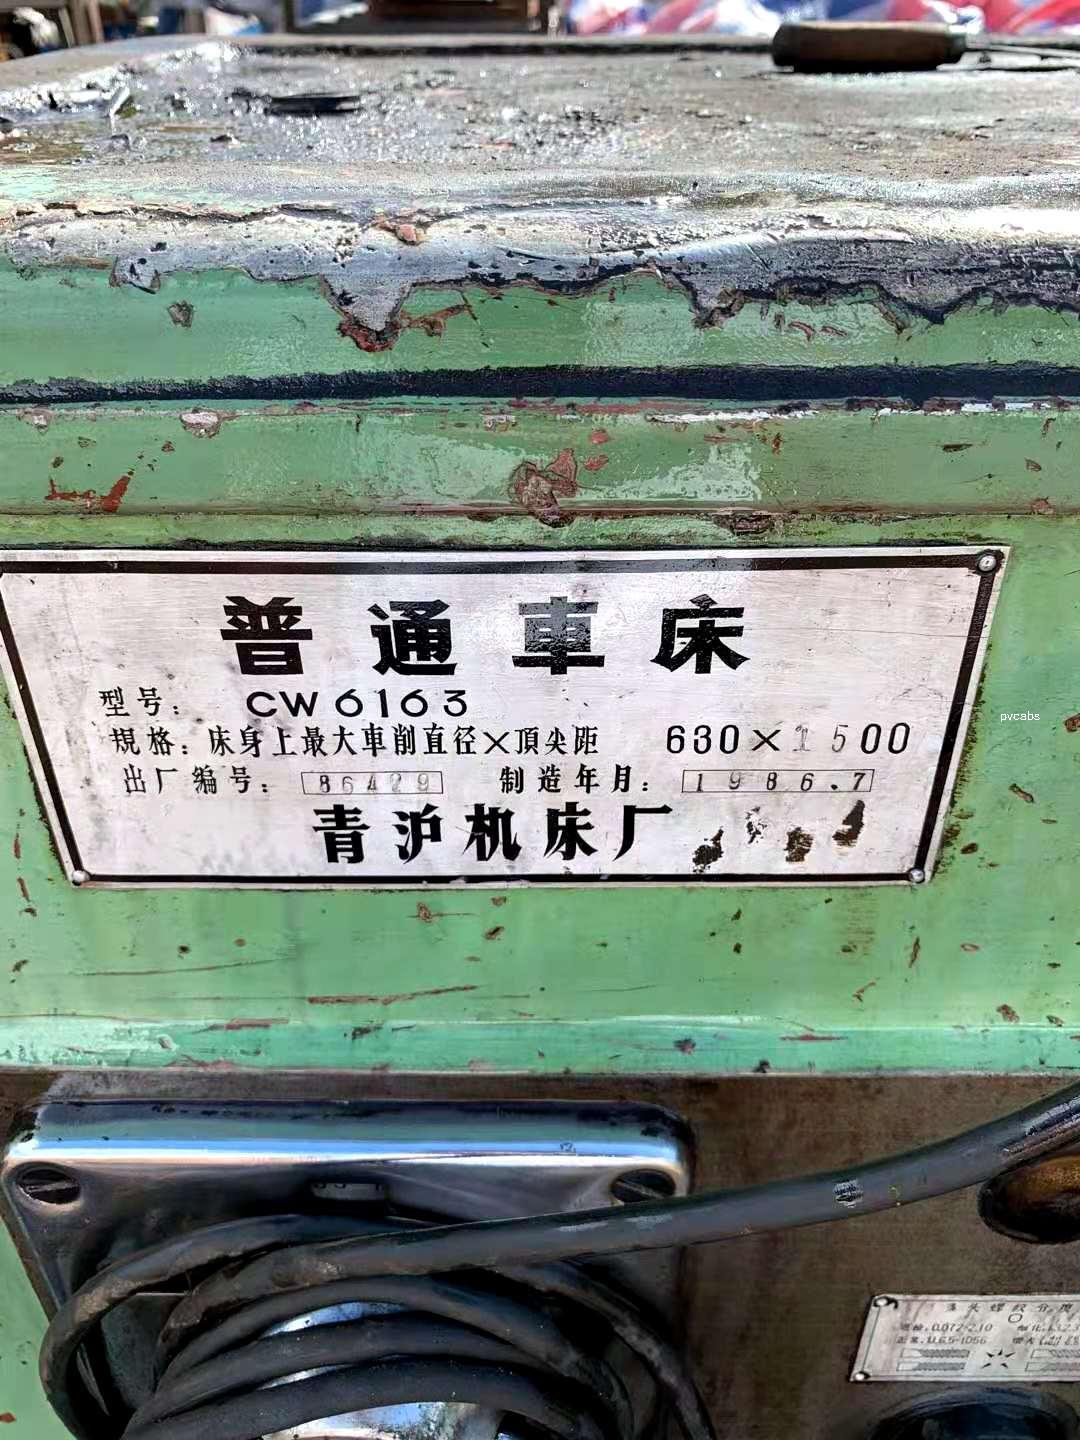 普通車床
型号： CW6163
規格：床身上最大車削直径×頂尖距 630×1500
出厂编号：86429 制造年月：1986.7
青沪机床厂
pvcabs